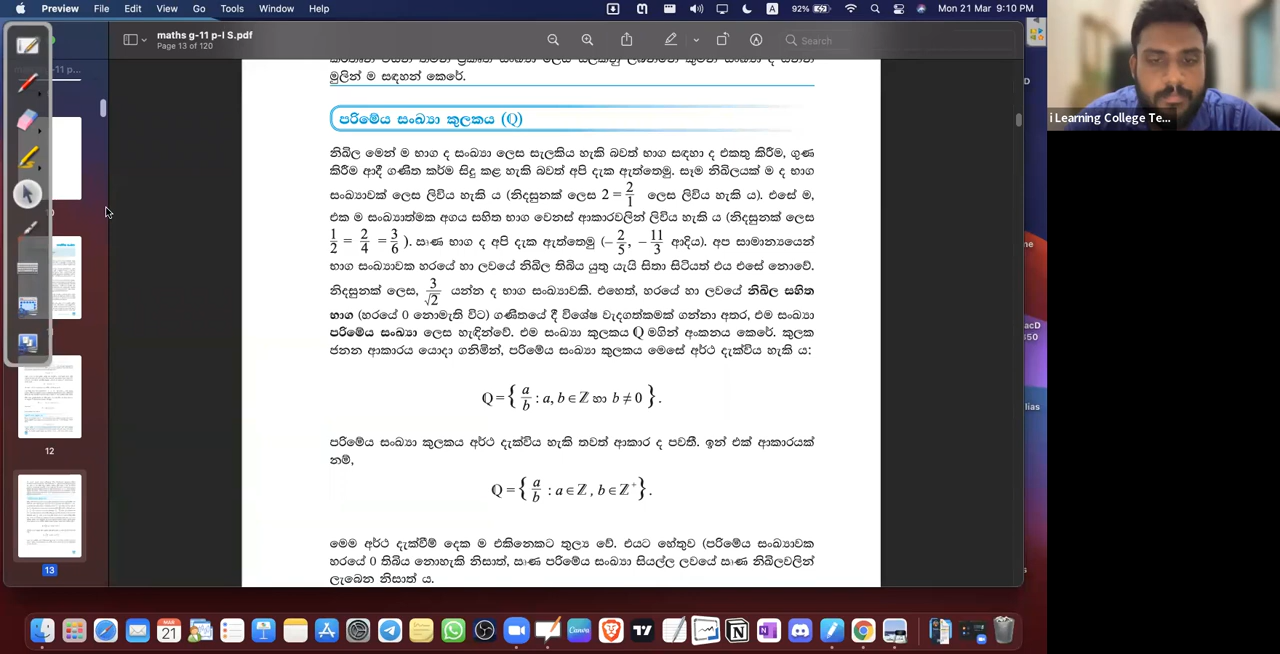 Preview File Edit View Go Tools Window Help
A 92% Mon 21 Mar 9:10 PM
maths g-11 p-I S.pdf
Page 13 of 120
Search
මුලින් ම සඳහන් කෙරේ.
පරිමේය සංඛ්‍යා කුලකය (Q)
නිඛිල මෙන් ම භාග ද සංඛ්‍යා ලෙස සැලකිය හැකි බවත් භාග සඳහා ද එකතු කිරීම, ගුණ
කිරීම ආදී ගණිත කර්ම සිදු කළ හැකි බවත් අපි දැක ඇත්තෙමු. සෑම නිඛිලයක් ම ද භාග
සංඛ්‍යාවක් ලෙස ලිවිය හැකි ය (නිදසුනක් ලෙස 2 = 2/1 ලෙස ලිවිය හැකි ය). එසේ ම,
එක ම සංඛ්‍යාත්මක අගය සහිත භාග වෙනස් ආකාරවලින් ලිවිය හැකි ය (නිදසුනක් ලෙස
1/2 = 2/4 = 3/6 ). ඍණ භාග ද අපි දැක ඇත්තෙමු (– 2/5, – 11/3 ආදිය). අප සාමාන්‍යයෙන්
භාග සංඛ්‍යාවක හරයේ හා ලවයේ නිඛිල තිබිය යුතු යැයි සිතා සිටියත් එය එසේ නොවේ.
නිදසුනක් ලෙස, 3/√2 යන්න ද භාග සංඛ්‍යාවකි. එහෙත්, හරයේ හා ලවයේ නිඛිල සහිත
භාග (හරයේ 0 නොමැති විට) ගණිතයේ දී විශේෂ වැදගත්කමක් ගන්නා අතර, එම සංඛ්‍යා
පරිමේය සංඛ්‍යා ලෙස හැඳින්වේ. එම සංඛ්‍යා කුලකය Q මගින් අංකනය කෙරේ. කුලක
ජනන ආකාරය යොදා ගනිමින්, පරිමේය සංඛ්‍යා කුලකය මෙසේ අර්ථ දැක්විය හැකි ය:
Q = { a/b : a, b ∈ Z හා b ≠ 0 } .
පරිමේය සංඛ්‍යා කුලකය අර්ථ දැක්විය හැකි තවත් ආකාර ද පවතී. ඉන් එක් ආකාරයක්
නම්,
Q = { a/b : a ∈ Z , b ∈ Z⁺ } .
මෙම අර්ථ දැක්වීම් දෙක ම එකිනෙකට තුල්‍ය වේ. එයට හේතුව (පරිමේය සංඛ්‍යාවක
හරයේ 0 තිබිය නොහැකි නිසාත්, ඍණ පරිමේය සංඛ්‍යා සියල්ල ලවයේ ඍණ නිඛිලවලින්
ලැබෙන නිසාත් ය.
12
13
i Learning College Te...